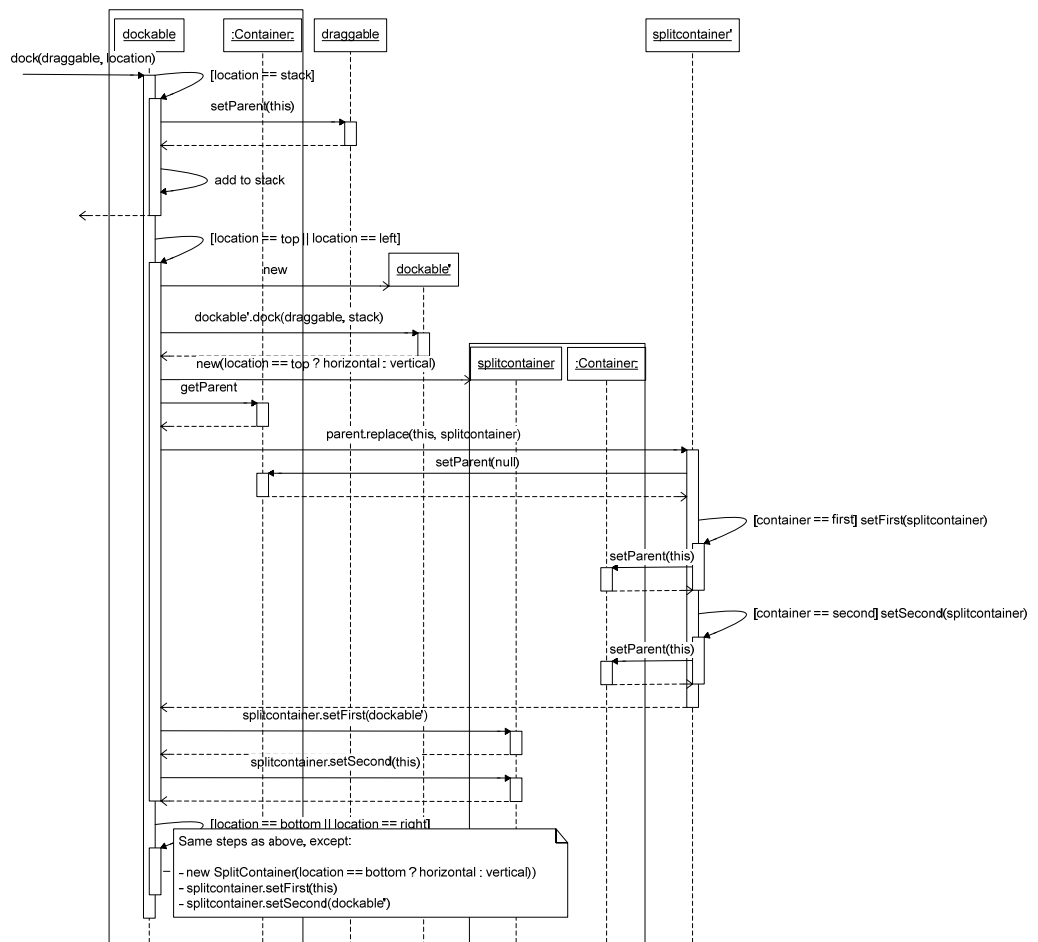 dockable
:Container:
draggable
splitcontainer'
dock(draggable, location)
[location == stack]
setParent(this)
add to stack
[location == top || location == left]
new
dockable'
dockable'.dock(draggable, stack)
new(location == top ? horizontal : vertical)
splitcontainer
:Container:
getParent
parent.replace(this, splitcontainer)
setParent(null)
[container == first] setFirst(splitcontainer)
setParent(this)
[container == second] setSecond(splitcontainer)
setParent(this)
splitcontainer.setFirst(dockable')
splitcontainer.setSecond(this)
[location == bottom || location == right]
Same steps as above, except:
- new SplitContainer(location == bottom ? horizontal : vertical))
- splitcontainer.setFirst(this)
- splitcontainer.setSecond(dockable')